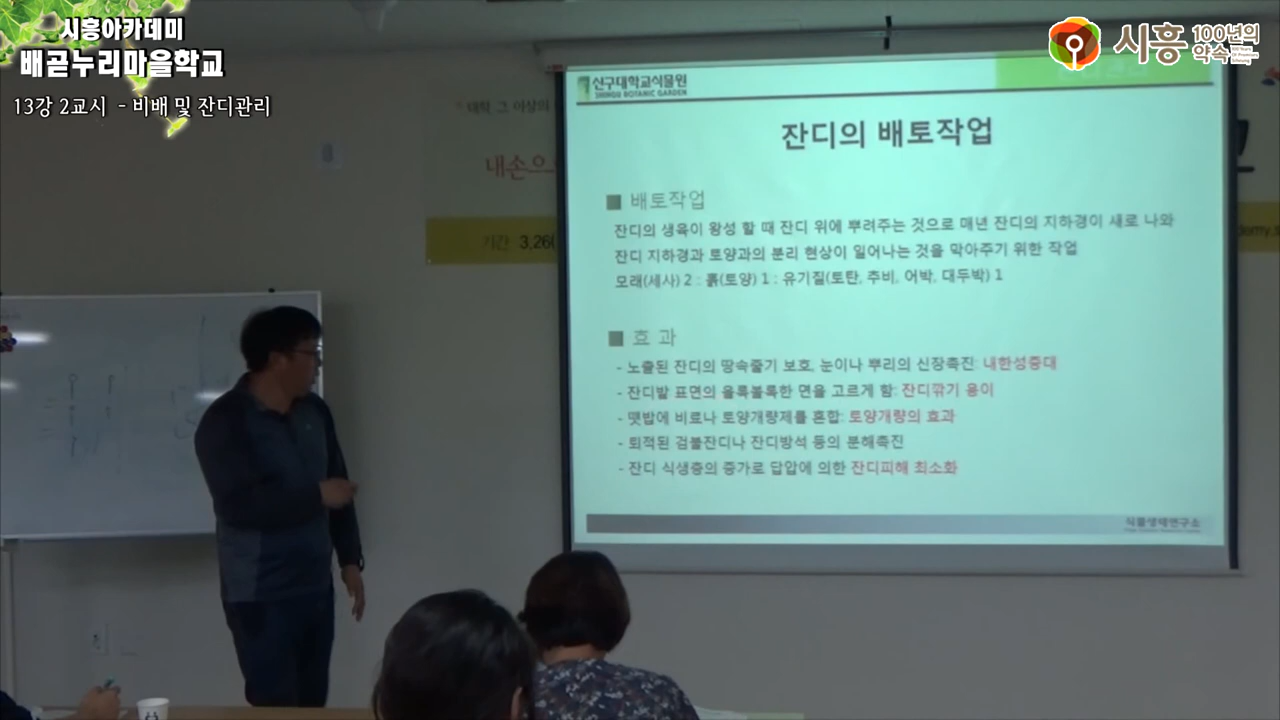 시흥아카데미
배곧누리마을학교
13강 2교시 - 비배 및 잔디관리
시흥 100년의 약속
대학, 그 이상의
내손으
기간 3.26(
신구대학교식물원
SHINGU BOTANIC GARDEN
잔디의 배토작업
■ 배토작업
잔디의 생육이 왕성 할 때 잔디 위에 뿌려주는 것으로 매년 잔디의 지하경이 새로 나와
잔디 지하경과 토양과의 분리 현상이 일어나는 것을 막아주기 위한 작업
모래(세사) 2 : 흙(토양) 1 : 유기질(토탄, 추비, 어박, 대두박) 1
■ 효 과
- 노출된 잔디의 땅속줄기 보호, 눈이나 뿌리의 신장촉진: 내한성증대
- 잔디밭 표면의 울록볼록한 면을 고르게 함: 잔디깎기 용이
- 뗏밥에 비료나 토양개량제를 혼합: 토양개량의 효과
- 퇴적된 검불잔디나 잔디방석 등의 분해촉진
- 잔디 식생층의 증가로 답압에 의한 잔디피해 최소화
식물생태연구소